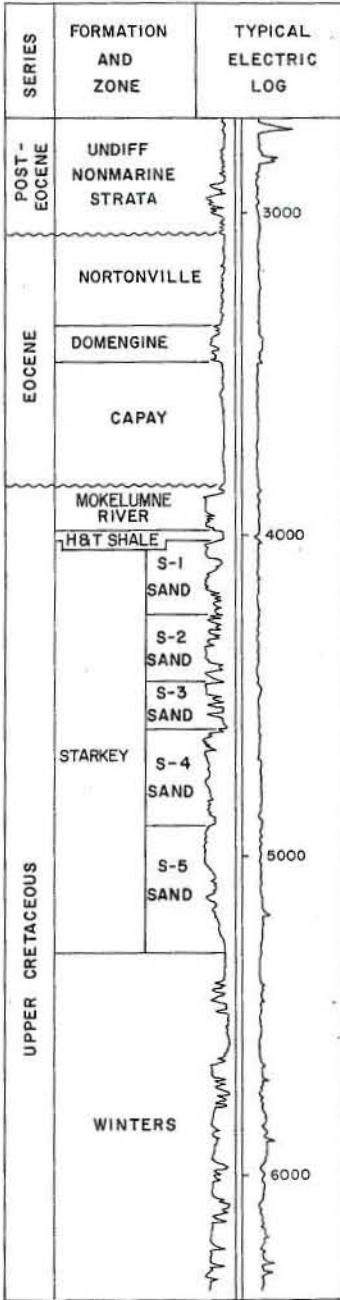 SERIES
FORMATION
AND
ZONE
TYPICAL
ELECTRIC
LOG
POST-
EOCENE
UNDIFF
NONMARINE
STRATA
3000
EOCENE
NORTONVILLE
DOMENGINE
CAPAY
UPPER CRETACEOUS
MOKELUMNE
RIVER
H&T SHALE
4000
STARKEY
S-1
SAND
S-2
SAND
S-3
SAND
S-4
SAND
S-5
SAND
5000
WINTERS
6000